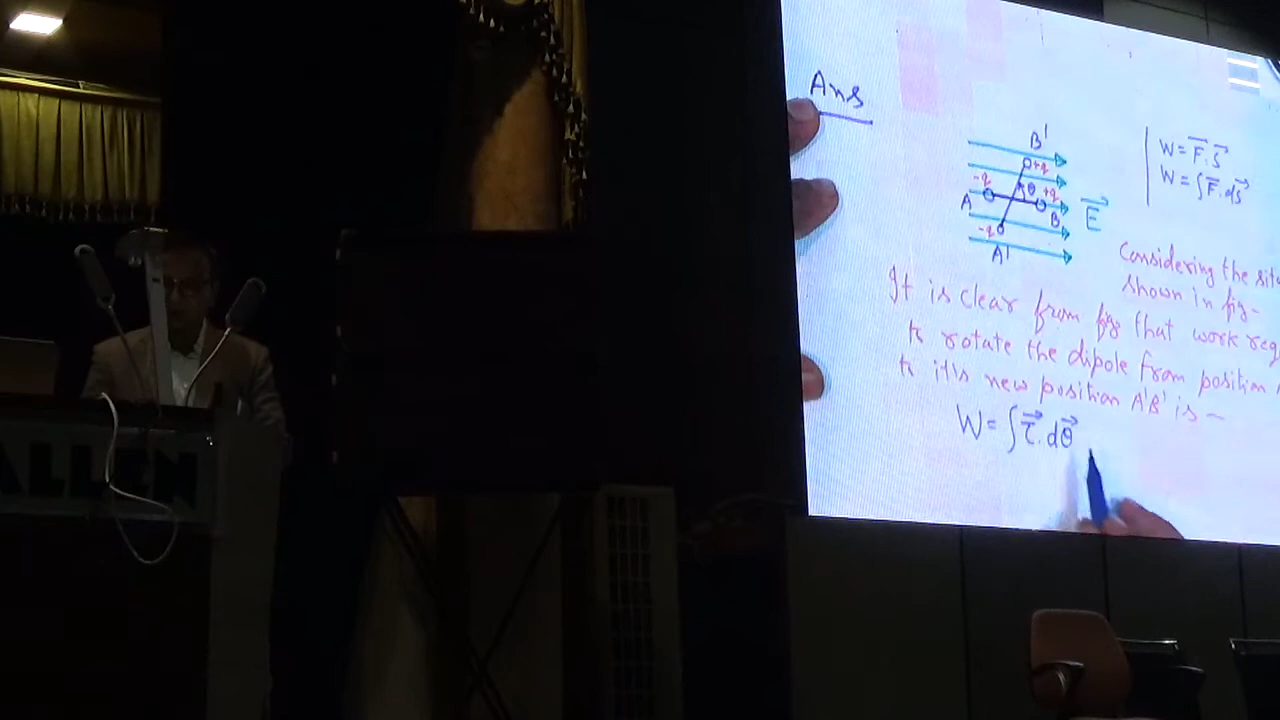 Ans
B'
+q
W = F⃗.S⃗
W = ∫F⃗.dS⃗
-q
θ
+q
A
B
E⃗
-q
A'
Considering the
shown in fig-
It is clear from fig that work
to rotate the dipole from position
to it's new position A'B' is -
W = ∫τ⃗.dθ⃗
ALLEN